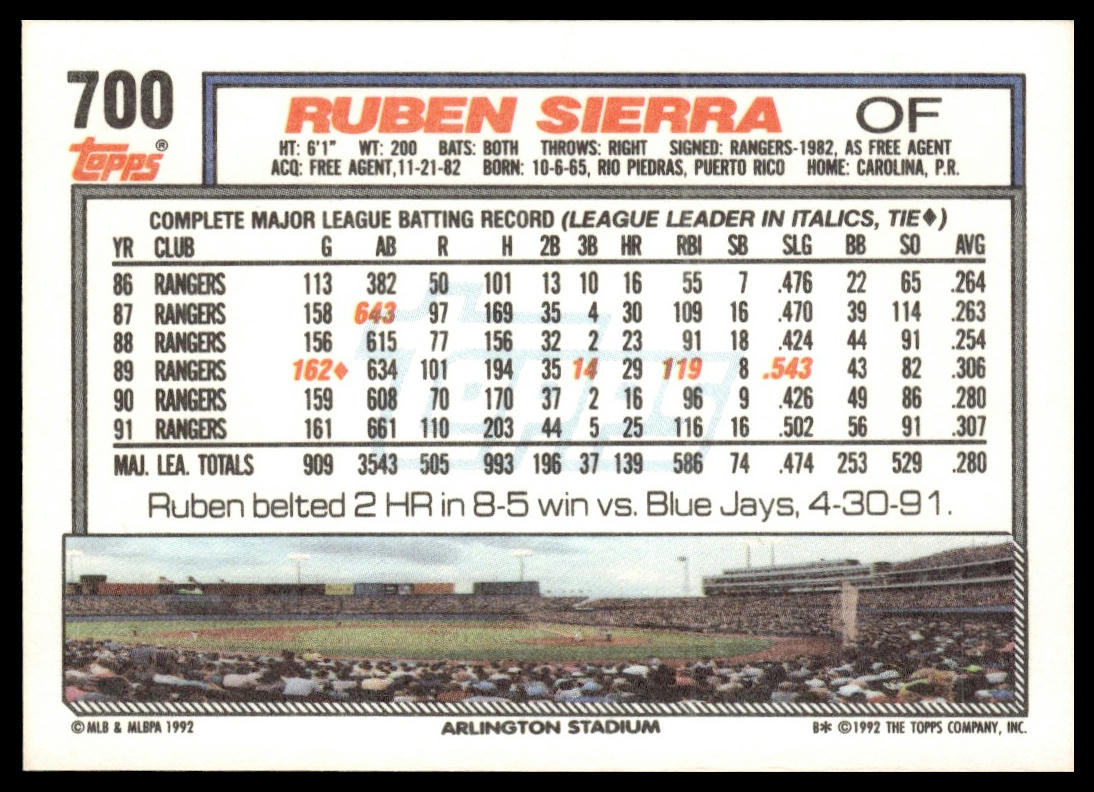 700
topps®
RUBEN SIERRA OF
HT: 6'1" WT: 200 BATS: BOTH THROWS: RIGHT SIGNED: RANGERS-1982, AS FREE AGENT
ACQ: FREE AGENT,11-21-82 BORN: 10-6-65, RIO PIEDRAS, PUERTO RICO HOME: CAROLINA, P.R.
COMPLETE MAJOR LEAGUE BATTING RECORD (LEAGUE LEADER IN ITALICS, TIE♦)
YR CLUB G AB R H 2B 3B HR RBI SB SLG BB SO AVG
86 RANGERS 113 382 50 101 13 10 16 55 7 .476 22 65 .264
87 RANGERS 158 643 97 169 35 4 30 109 16 .470 39 114 .263
88 RANGERS 156 615 77 156 32 2 23 91 18 .424 44 91 .254
89 RANGERS 162♦ 634 101 194 35 14 29 119 8 .543 43 82 .306
90 RANGERS 159 608 70 170 37 2 16 96 9 .426 49 86 .280
91 RANGERS 161 661 110 203 44 5 25 116 16 .502 56 91 .307
MAJ. LEA. TOTALS 909 3543 505 993 196 37 139 586 74 .474 253 529 .280
Topps
Ruben belted 2 HR in 8-5 win vs. Blue Jays, 4-30-91.
© MLB & MLBPA 1992 ARLINGTON STADIUM B* © 1992 THE TOPPS COMPANY, INC.